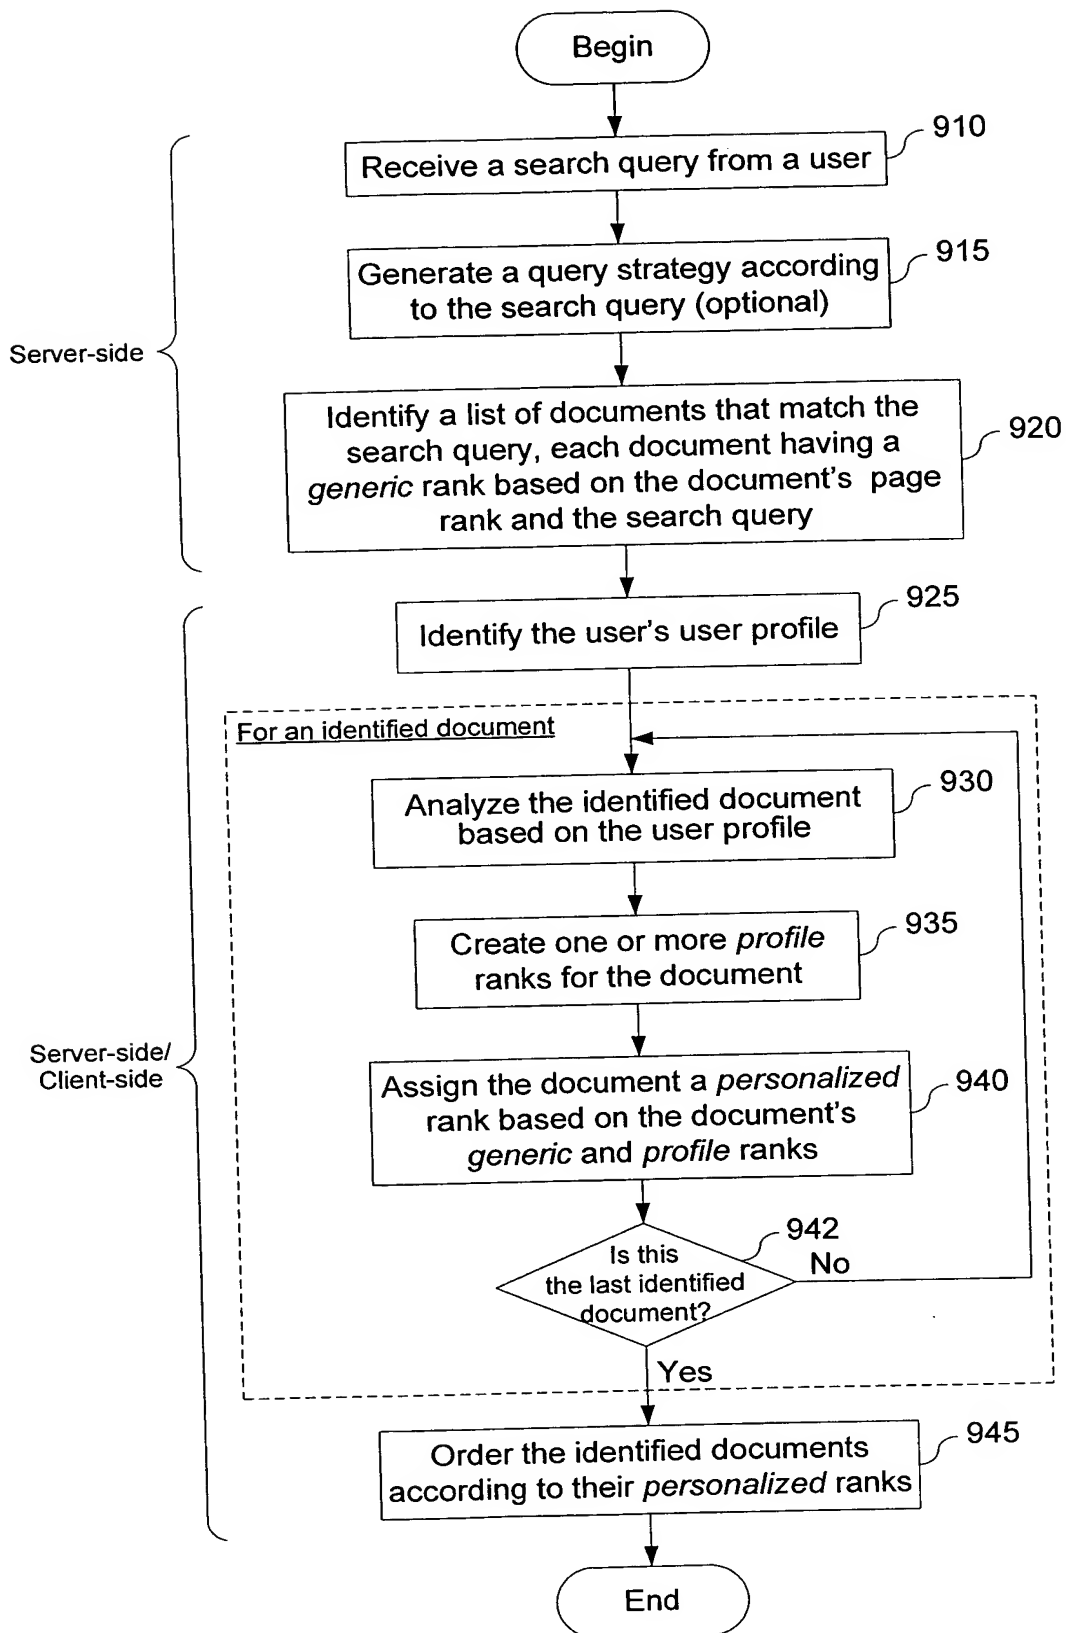 Begin
910
Receive a search query from a user
915
Generate a query strategy according
to the search query (optional)
Server-side
Identify a list of documents that match the
search query, each document having a
generic rank based on the document's page
rank and the search query
920
925
Identify the user's user profile
For an identified document
930
Analyze the identified document
based on the user profile
935
Create one or more profile
ranks for the document
Server-side/
Client-side
Assign the document a personalized
rank based on the document's
generic and profile ranks
940
942
Is this
the last identified
document?
No
Yes
945
Order the identified documents
according to their personalized ranks
End